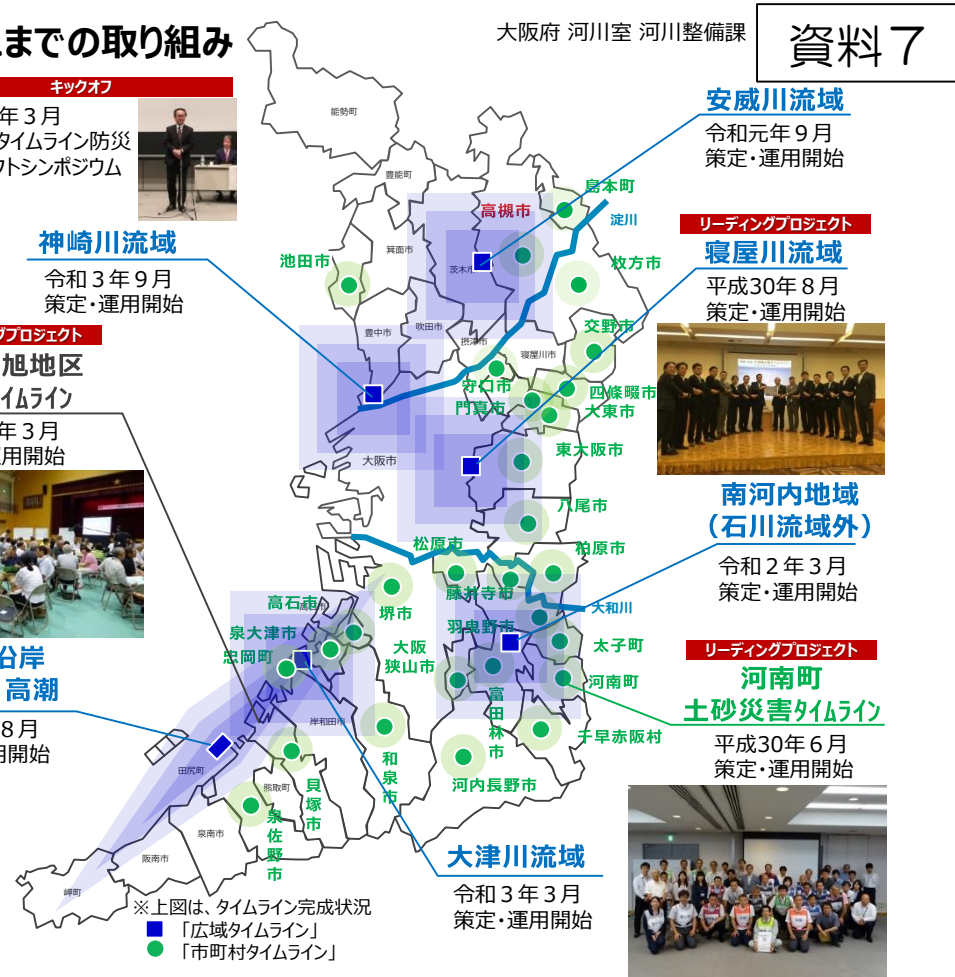 までの取り組み
大阪府 河川室 河川整備課
資料７
キックオフ
年３月
タイムライン防災
クトシンポジウム
安威川流域
令和元年９月
策定・運用開始
神崎川流域
令和３年９月
策定・運用開始
リーディングプロジェクト
寝屋川流域
平成30年８月
策定・運用開始
グプロジェクト
旭地区
イムライン
年３月
運用開始
南河内地域
（石川流域外）
令和２年３月
策定・運用開始
リーディングプロジェクト
河南町
土砂災害タイムライン
平成30年６月
策定・運用開始
沿岸
高潮
８月
用開始
大津川流域
令和３年３月
策定・運用開始
能勢町
豊能町
島本町
高槻市
淀川
池田市
箕面市
茨木市
枚方市
豊中市
吹田市
摂津市
交野市
寝屋川市
守口市
四條畷市
門真市
大東市
大阪市
東大阪市
八尾市
松原市
柏原市
藤井寺市
大和川
高石市
堺市
羽曳野市
泉大津市
太子町
忠岡町
大阪
狭山市
河南町
富田林市
岸和田市
千早赤阪村
和泉市
河内長野市
田尻町
熊取町
貝塚市
泉佐野市
泉南市
阪南市
岬町
※上図は、タイムライン完成状況
「広域タイムライン」
「市町村タイムライン」